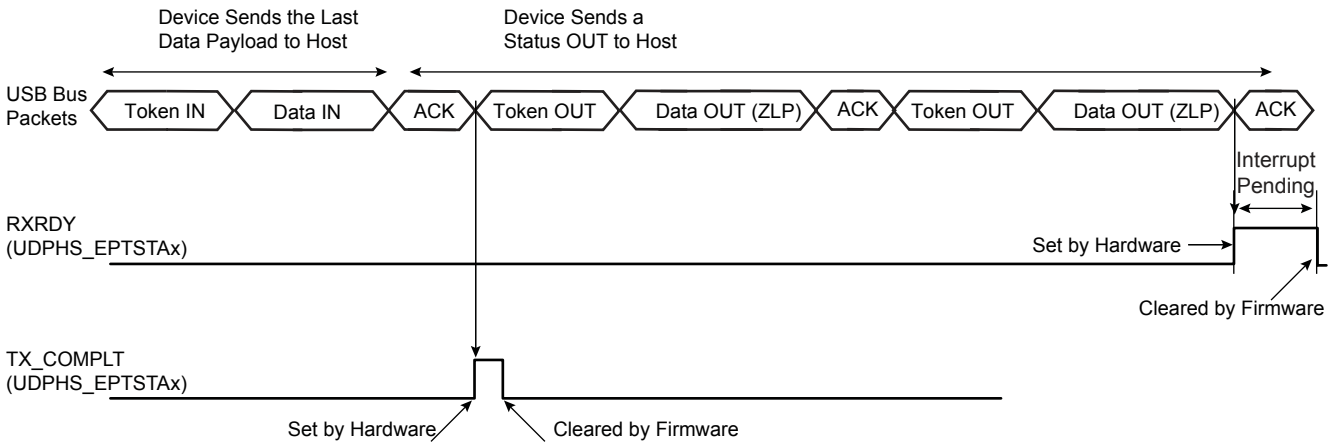 Device Sends the Last
Data Payload to Host
Device Sends a
Status OUT to Host
USB Bus
Packets
Token IN
Data IN
ACK
Token OUT
Data OUT (ZLP)
ACK
Token OUT
Data OUT (ZLP)
ACK
Interrupt
Pending
RXRDY
(UDPHS_EPTSTAx)
Set by Hardware
Cleared by Firmware
TX_COMPLT
(UDPHS_EPTSTAx)
Set by Hardware
Cleared by Firmware